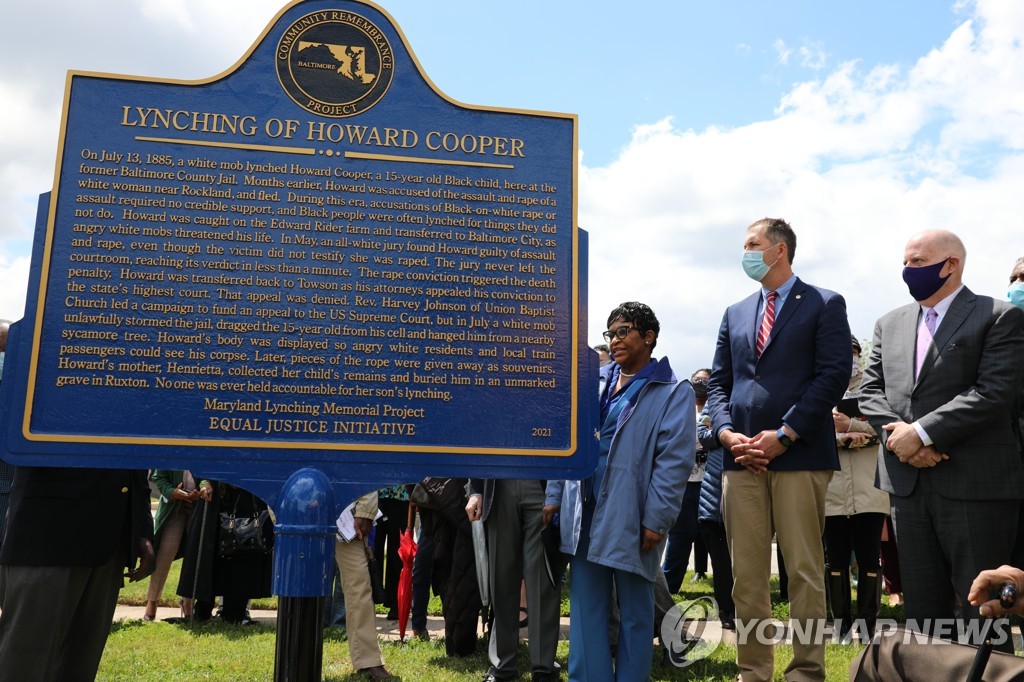 COMMUNITY REMEMBRANCE
BALTIMORE
PROJECT
LYNCHING OF HOWARD COOPER
On July 13, 1885, a white mob lynched Howard Cooper, a 15-year old Black child, here at the
former Baltimore County Jail. Months earlier, Howard was accused of the assault and rape of a
white woman near Rockland, and fled. During this era, accusations of Black-on-white rape or
assault required no credible support, and Black people were often lynched for things they did
not do. Howard was caught on the Edward Rider farm and transferred to Baltimore City, as
angry white mobs threatened his life. In May, an all-white jury found Howard guilty of assault
and rape, even though the victim did not testify she was raped. The jury never left the
courtroom, reaching its verdict in less than a minute. The rape conviction triggered the death
penalty. Howard was transferred back to Towson as his attorneys appealed his conviction to
the state's highest court. That appeal was denied. Rev. Harvey Johnson of Union Baptist
Church led a campaign to fund an appeal to the US Supreme Court, but in July a white mob
unlawfully stormed the jail, dragged the 15-year old from his cell and hanged him from a nearby
sycamore tree. Howard's body was displayed so angry white residents and local train
passengers could see his corpse. Later, pieces of the rope were given away as souvenirs.
Howard's mother, Henrietta, collected her child's remains and buried him in an unmarked
grave in Ruxton. No one was ever held accountable for her son's lynching.
Maryland Lynching Memorial Project
EQUAL JUSTICE INITIATIVE
2021
YONHAP NEWS